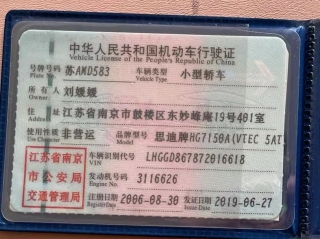 中华人民共和国机动车行驶证
Vehicle License of the People's Republic of China
号牌号码 苏AMD583 车辆类型 小型轿车
Plate No. Vehicle Type
所有人 刘媛媛
Owner
住址 江苏省南京市鼓楼区东妙峰庵19号401室
Address
使用性质 非营运 品牌型号 思迪牌HG7150A(VTEC 5AT
Use Character Model
江苏省南京市公安局交通管理局
车辆识别代号 LHGGD867872016618
VIN
发动机号码 3116626
Engine No.
注册日期 2006-08-30 发证日期 2019-06-27
Register Date Issue Date